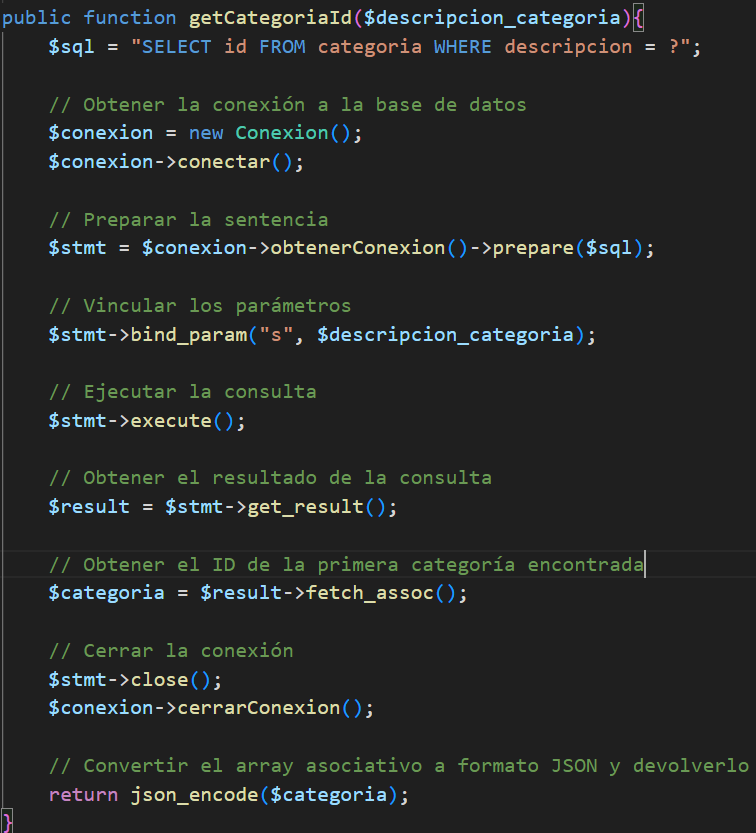 public function getCategoriaId($descripcion_categoria){
$sql = "SELECT id FROM categoria WHERE descripcion = ?";
// Obtener la conexión a la base de datos
$conexion = new Conexion();
$conexion->conectar();
// Preparar la sentencia
$stmt = $conexion->obtenerConexion()->prepare($sql);
// Vincular los parámetros
$stmt->bind_param("s", $descripcion_categoria);
// Ejecutar la consulta
$stmt->execute();
// Obtener el resultado de la consulta
$result = $stmt->get_result();
// Obtener el ID de la primera categoría encontrada
$categoria = $result->fetch_assoc();
// Cerrar la conexión
$stmt->close();
$conexion->cerrarConexion();
// Convertir el array asociativo a formato JSON y devolverlo
return json_encode($categoria);
}